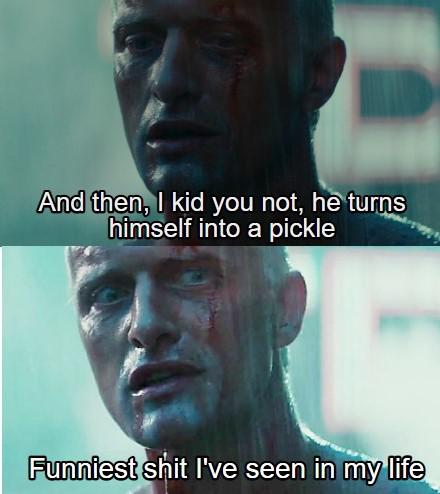 And then, I kid you not, he turns
himself into a pickle
Funniest shit I've seen in my life